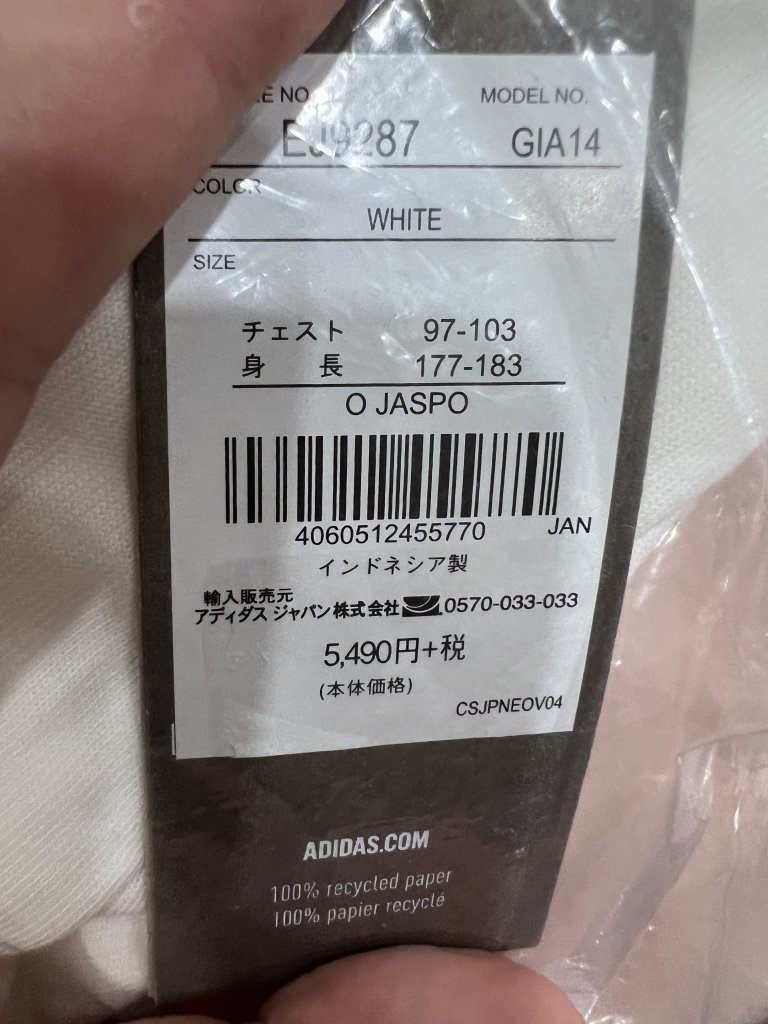 E NO.
MODEL NO.
EJ9287
GIA14
COLOR
WHITE
SIZE
チェスト 97-103
身 長 177-183
O JASPO
4060512455770 JAN
インドネシア製
輸入販売元
アディダス ジャパン株式会社 0570-033-033
5,490円+税
(本体価格)
CSJPNEOV04
ADIDAS.COM
100% recycled paper
100% papier recyclé